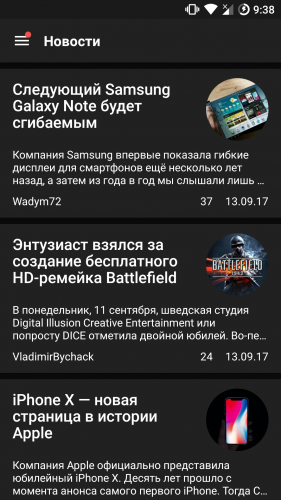 9:38
Новости
Следующий Samsung
Galaxy Note будет
сгибаемым
Компания Samsung впервые показала гибкие
дисплеи для смартфонов ещё несколько лет
назад, а затем из года в год мы слышали лишь ...
Wadym72 37 13.09.17
Энтузиаст взялся за
создание бесплатного
HD-ремейка Battlefield
BATTLEFIELD
В понедельник, 11 сентября, шведская студия
Digital Illusion Creative Entertainment или
попросту DICE отметила двойной юбилей. Во-пе...
VladimirBychack 24 13.09.17
iPhone X — новая
страница в истории
Apple
Компания Apple официально представила
юбилейный iPhone X. Десять лет прошло с
момента анонса самого первого iPhone. Тогда С...